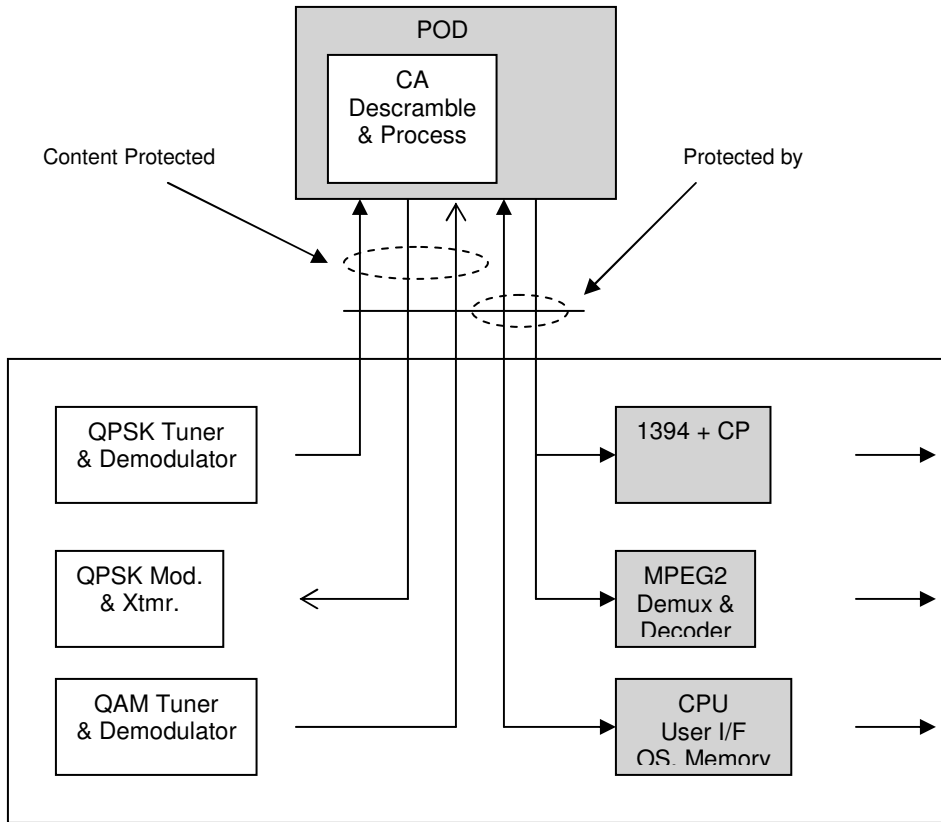 POD
CA
Descramble
& Process
Content Protected
Protected by
QPSK Tuner
& Demodulator
1394 + CP
QPSK Mod.
& Xtmr.
MPEG2
Demux &
Decoder
QAM Tuner
& Demodulator
CPU
User I/F
OS, Memory